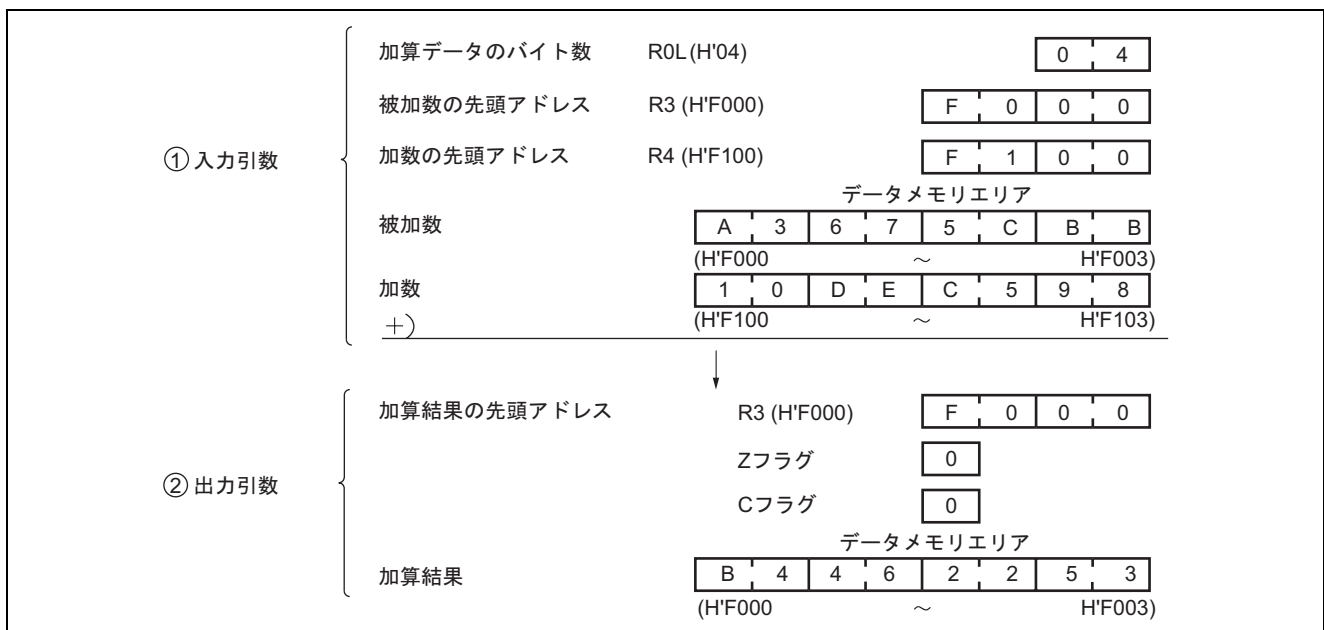 加算データのバイト数 R0L(H'04) 0 4
被加数の先頭アドレス R3 (H'F000) F 0 0 0
① 入力引数 加数の先頭アドレス R4 (H'F100) F 1 0 0
データメモリエリア
被加数 A 3 6 7 5 C B B
(H'F000 ～ H'F003)
加数 1 0 D E C 5 9 8
＋) (H'F100 ～ H'F103)
加算結果の先頭アドレス R3 (H'F000) F 0 0 0
Zフラグ 0
② 出力引数
Cフラグ 0
データメモリエリア
加算結果 B 4 4 6 2 2 5 3
(H'F000 ～ H'F003)